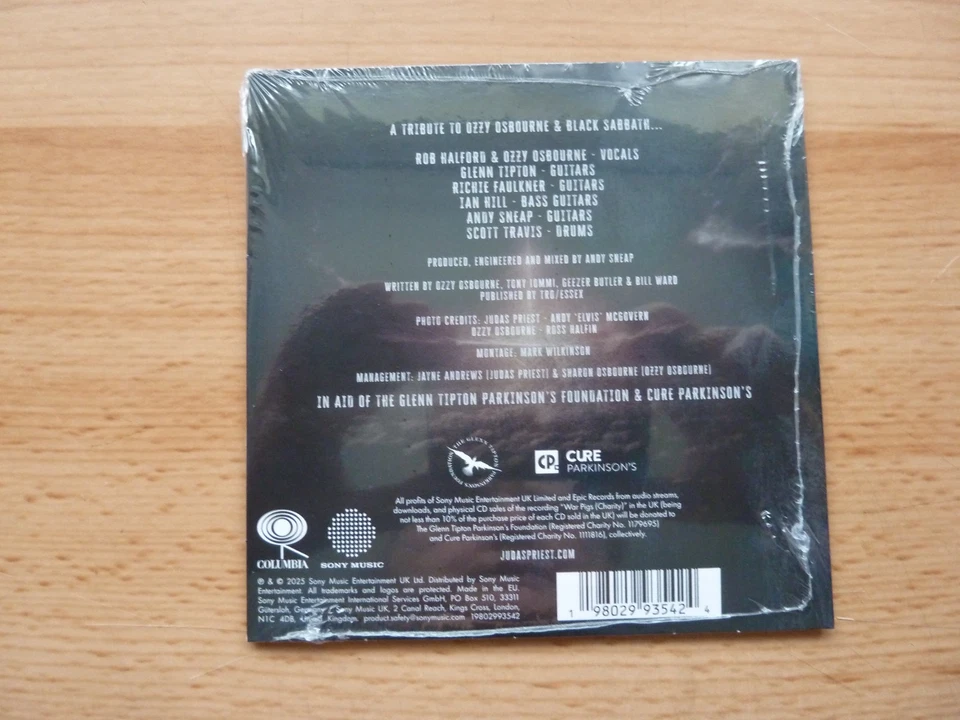 A TRIBUTE TO OZZY OSBOURNE & BLACK SABBATH...
ROB HALFORD & OZZY OSBOURNE - VOCALS
GLENN TIPTON - GUITARS
RICHIE FAULKNER - GUITARS
IAN HILL - BASS GUITARS
ANDY SNEAP - GUITARS
SCOTT TRAVIS - DRUMS
PRODUCED, ENGINEERED AND MIXED BY ANDY SNEAP
WRITTEN BY OZZY OSBOURNE, TONY IOMMI, GEEZER BUTLER & BILL WARD
PUBLISHED BY TRO/ESSEX
PHOTO CREDITS: JUDAS PRIEST - ANDY 'ELVIS' MCGOVERN
OZZY OSBOURNE - ROSS HALFIN
MONTAGE: MARK WILKINSON
MANAGEMENT: JAYNE ANDREWS (JUDAS PRIEST) & SHARON OSBOURNE (OZZY OSBOURNE)
IN AID OF THE GLENN TIPTON PARKINSON'S FOUNDATION & CURE PARKINSON'S
THE GLENN TIPTON PARKINSON'S FOUNDATION
CP
CURE
PARKINSON'S
All profits of Sony Music Entertainment UK Limited and Epic Records from audio streams,
downloads, and physical CD sales of the recording "War Pigs (Charity)" in the UK (being
not less than 10% of the purchase price of each CD sold in the UK) will be donated to
The Glenn Tipton Parkinson's Foundation (Registered Charity No. 1179695)
and Cure Parkinson's (Registered Charity No. 1111816), collectively.
JUDASPRIEST.COM
COLUMBIA
SONY MUSIC
℗ & © 2025 Sony Music Entertainment UK Ltd. Distributed by Sony Music
Entertainment. All trademarks and logos are protected. Made in the EU.
Sony Music Entertainment International Services GmbH, PO Box 510, 33311
Gütersloh, Germany / Sony Music UK, 2 Canal Reach, Kings Cross, London,
N1C 4DB, United Kingdom. product.safety@sonymusic.com 19802993542
1 98029 93542 4